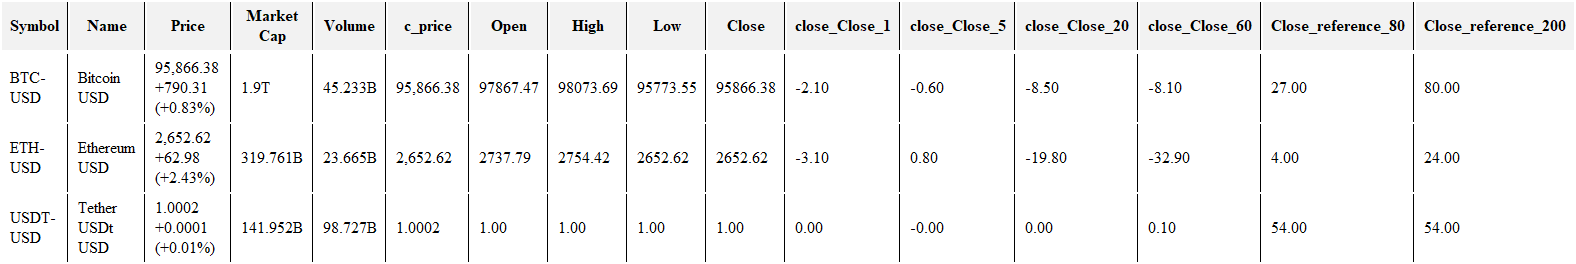 Symbol Name Price Market Cap Volume c_price Open High Low Close close_Close_1 close_Close_5 close_Close_20 close_Close_60 Close_reference_80 Close_reference_200
BTC-USD Bitcoin USD 95,866.38 +790.31 (+0.83%) 1.9T 45.233B 95,866.38 97867.47 98073.69 95773.55 95866.38 -2.10 -0.60 -8.50 -8.10 27.00 80.00
ETH-USD Ethereum USD 2,652.62 +62.98 (+2.43%) 319.761B 23.665B 2,652.62 2737.79 2754.42 2652.62 2652.62 -3.10 0.80 -19.80 -32.90 4.00 24.00
USDT-USD Tether USDt USD 1.0002 +0.0001 (+0.01%) 141.952B 98.727B 1.0002 1.00 1.00 1.00 1.00 0.00 -0.00 0.00 0.10 54.00 54.00